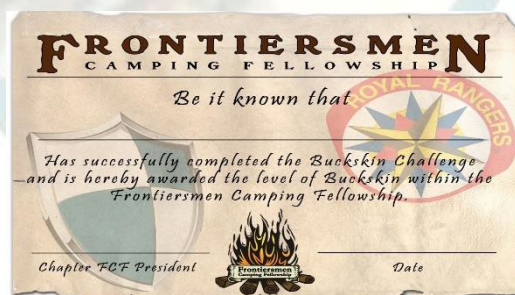 FRONTIERSMEN
CAMPING FELLOWSHIP
Be it known that
ROYAL RANGERS
Has successfully completed the Buckskin Challenge
and is hereby awarded the level of Buckskin within the
Frontiersmen Camping Fellowship.
Chapter FCF President
Frontiersmen
Camping Fellowship
Date